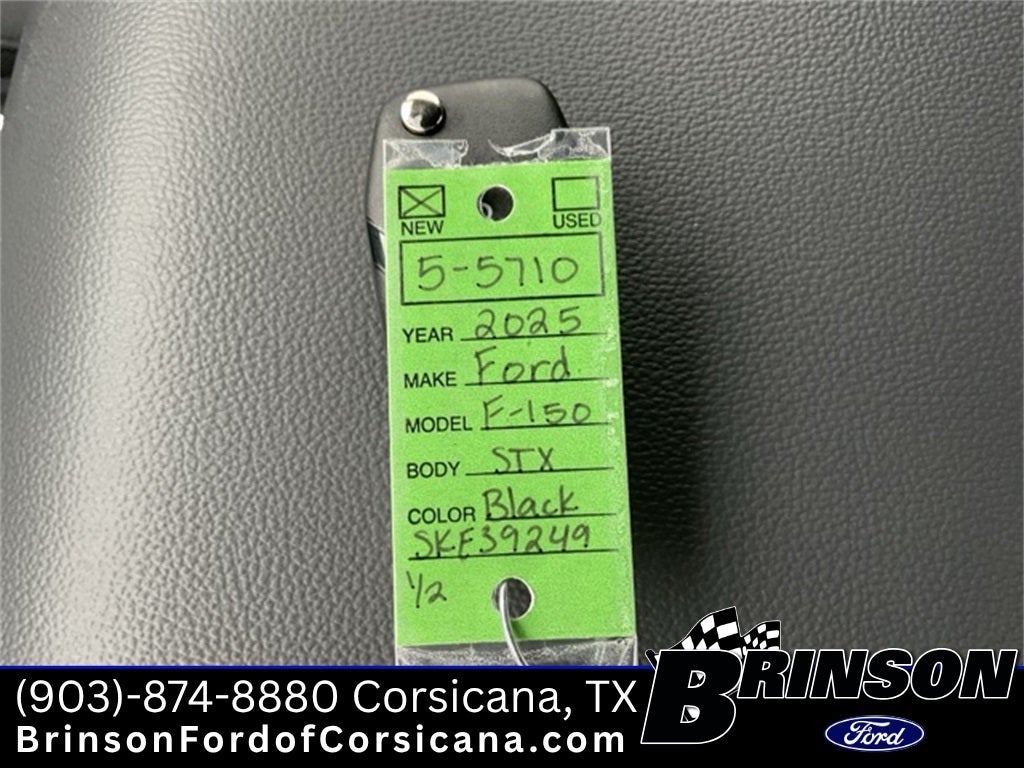 NEW USED
5-5710
YEAR 2025
MAKE Ford
MODEL F-150
BODY STX
COLOR Black
SKF39249
1/2
(903)-874-8880 Corsicana, TX
BrinsonFordofCorsicana.com
BRINSON
Ford